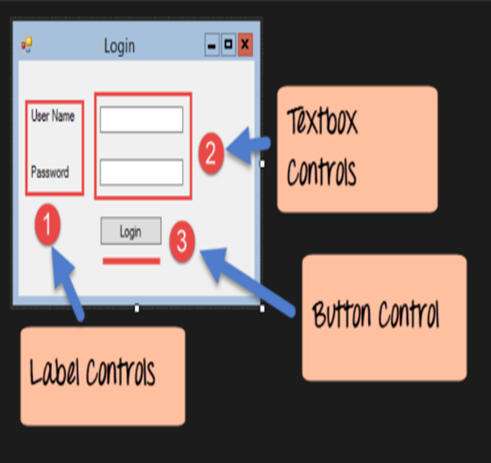 Login
User Name
Password
1
2
Login
3
Textbox
Controls
Button Control
Label Controls